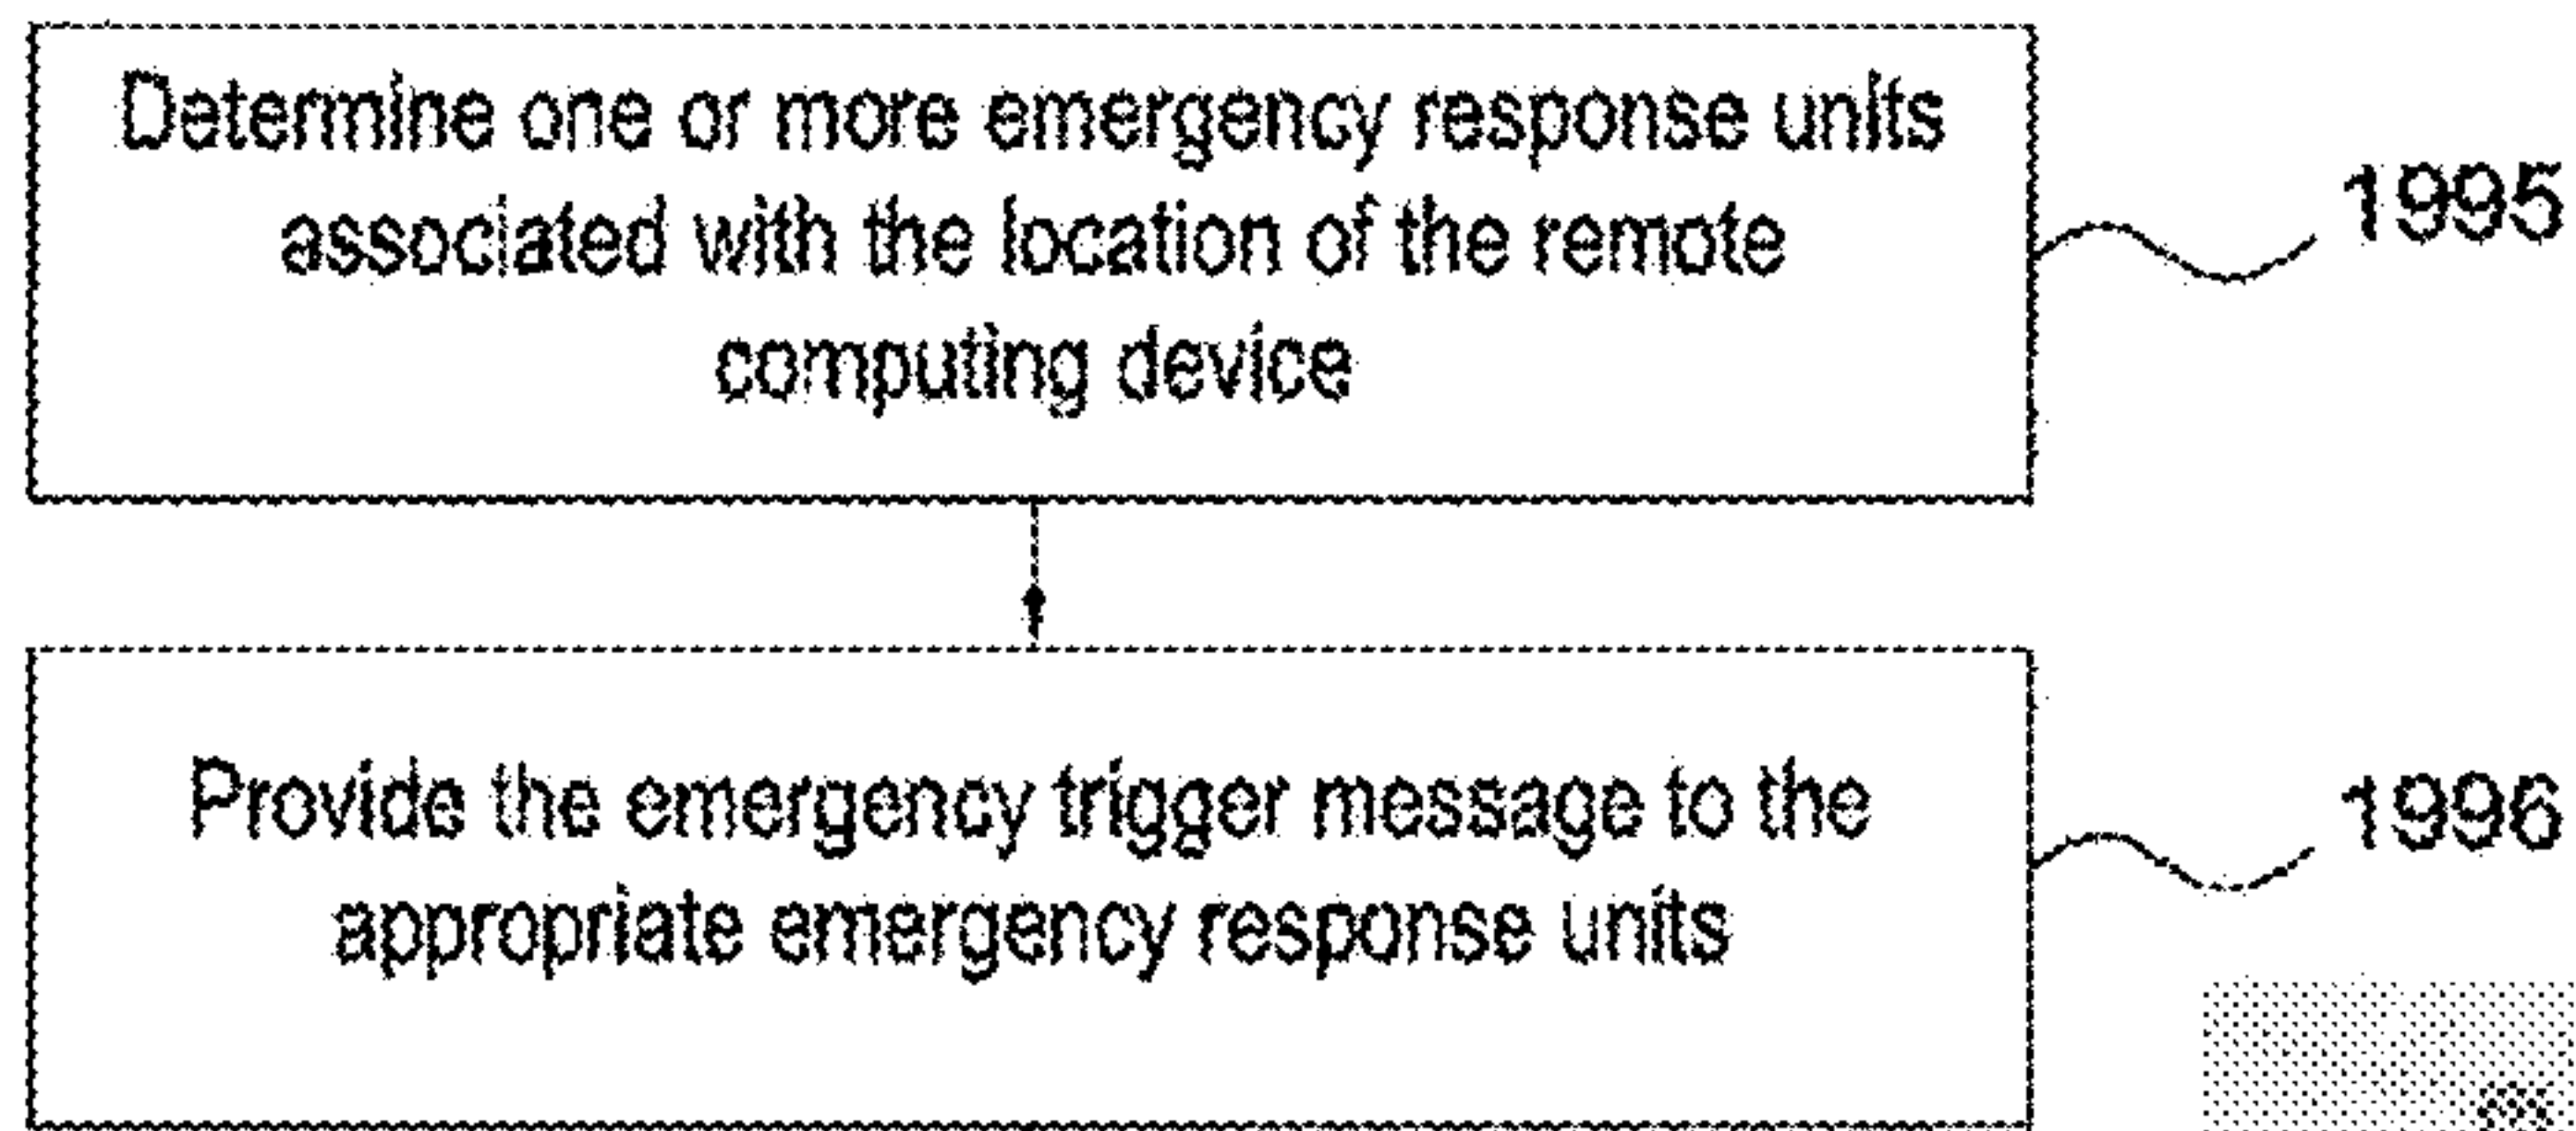 Determine one or more emergency response units
associated with the location of the remote
computing device
1995
Provide the emergency trigger message to the
appropriate emergency response units
1996